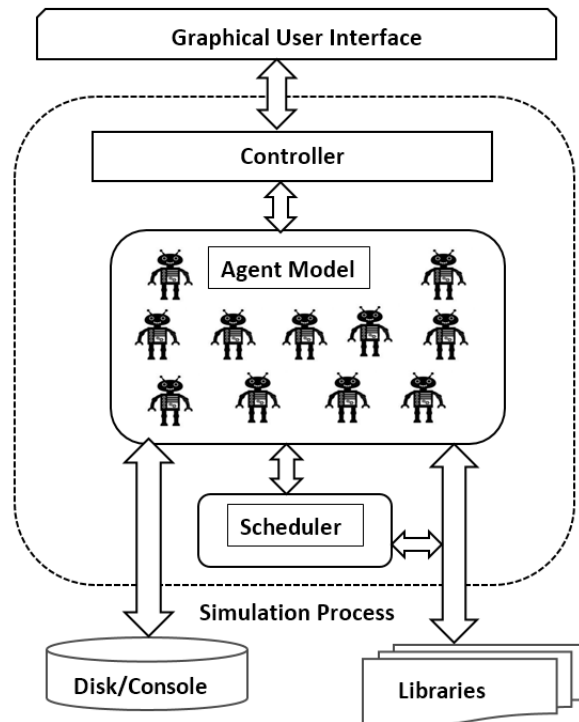 Graphical User Interface
Controller
Agent Model
Scheduler
Simulation Process
Disk/Console
Libraries